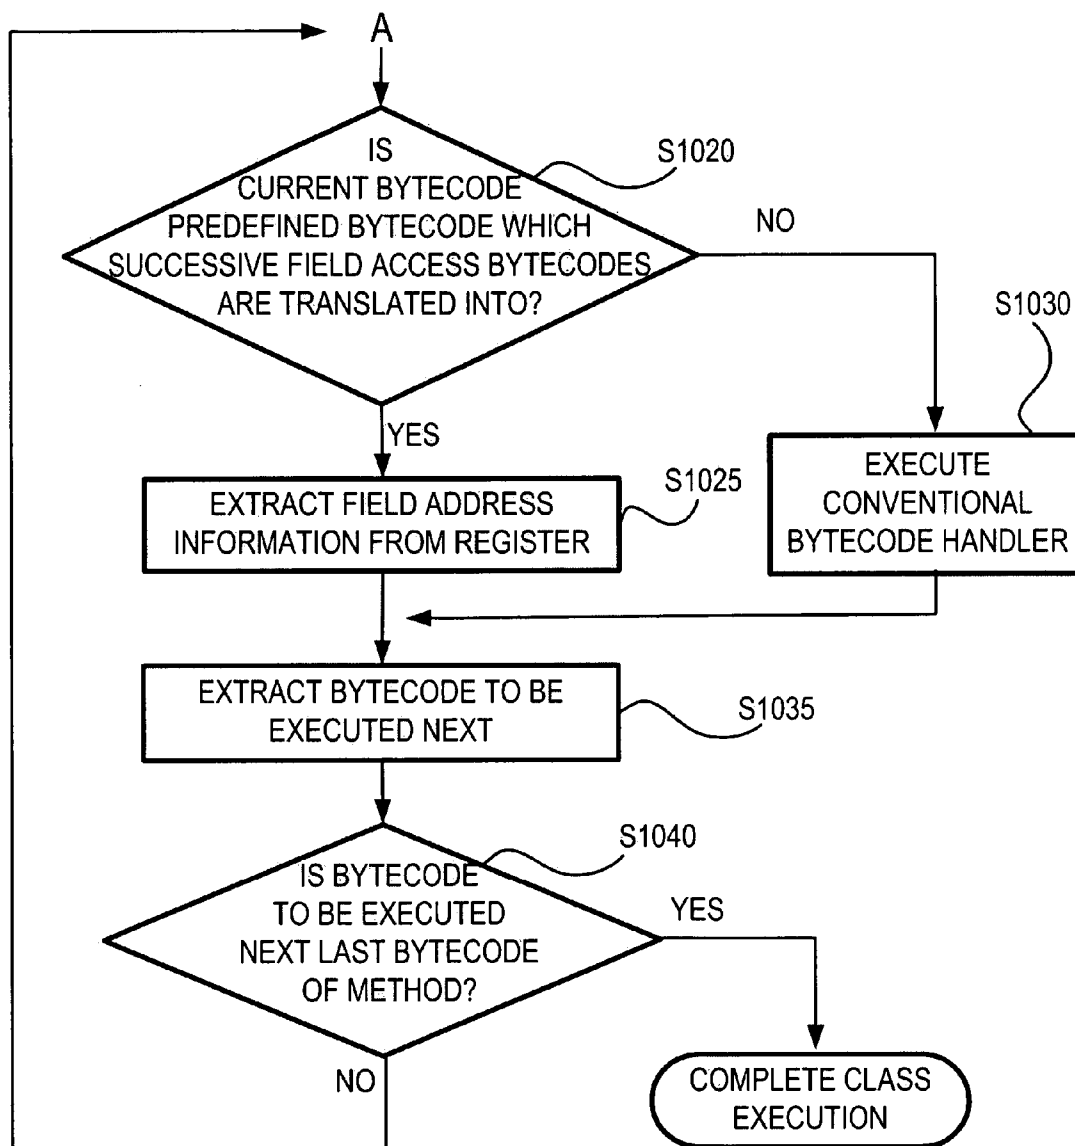 A
IS
CURRENT BYTECODE
PREDEFINED BYTECODE WHICH
SUCCESSIVE FIELD ACCESS BYTECODES
ARE TRANSLATED INTO?
S1020
NO
S1030
YES
EXTRACT FIELD ADDRESS
INFORMATION FROM REGISTER
S1025
EXECUTE
CONVENTIONAL
BYTECODE HANDLER
EXTRACT BYTECODE TO BE
EXECUTED NEXT
S1035
IS BYTECODE
TO BE EXECUTED
NEXT LAST BYTECODE
OF METHOD?
S1040
YES
NO
COMPLETE CLASS
EXECUTION